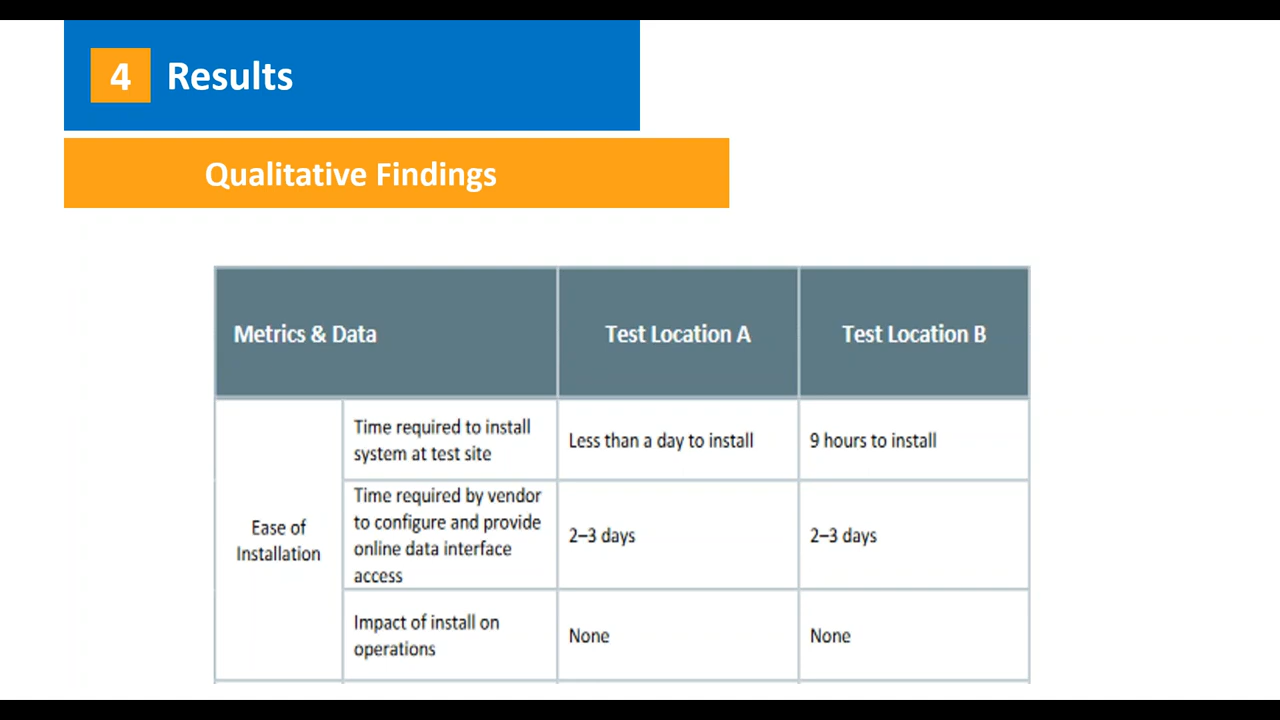 4 Results
Qualitative Findings
Metrics & Data
Test Location A
Test Location B
Ease of
Installation
Time required to install
system at test site
Less than a day to install
9 hours to install
Time required by vendor
to configure and provide
online data interface
access
2–3 days
2–3 days
Impact of install on
operations
None
None